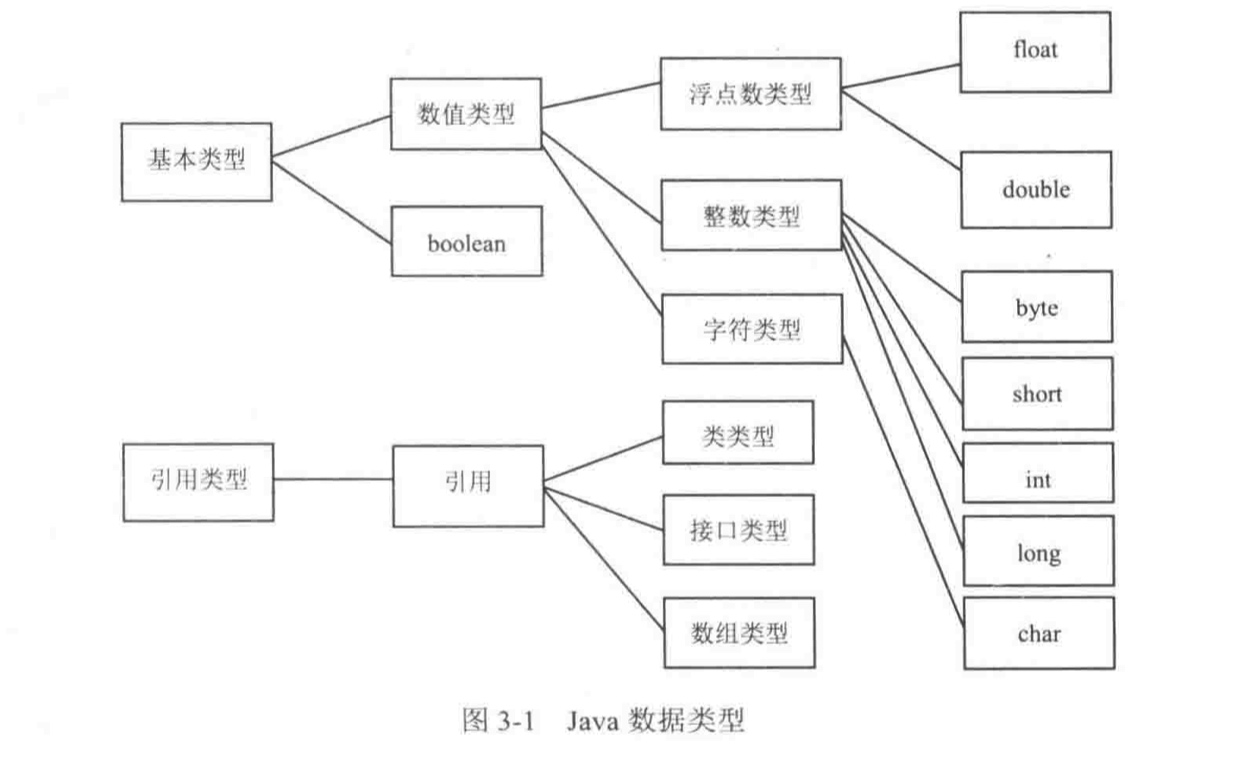 基本类型
数值类型
boolean
浮点数类型
整数类型
字符类型
float
double
byte
short
int
long
char
引用类型
引用
类类型
接口类型
数组类型
图 3-1 Java 数据类型